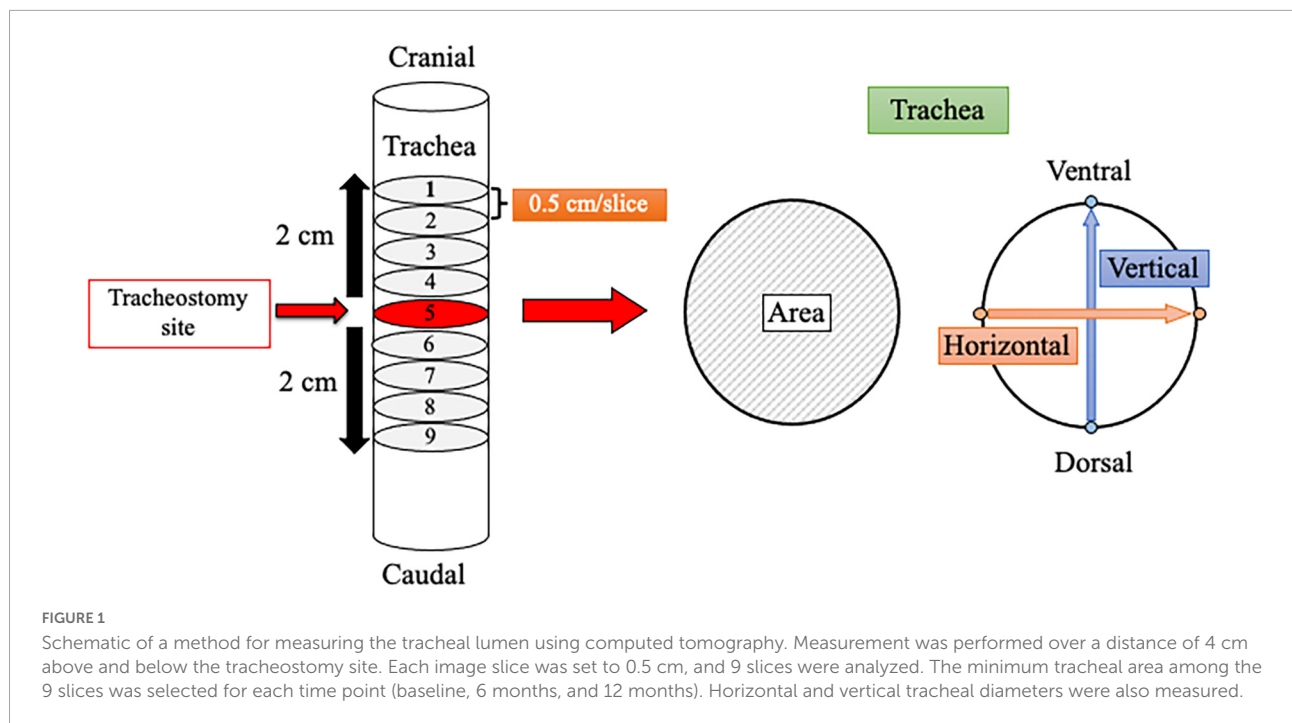 Cranial
Trachea
1
2
3
4
5
6
7
8
9
0.5 cm/slice
2 cm
Tracheostomy
site
2 cm
Caudal
Trachea
Area
Ventral
Vertical
Horizontal
Dorsal
FIGURE 1
Schematic of a method for measuring the tracheal lumen using computed tomography. Measurement was performed over a distance of 4 cm
above and below the tracheostomy site. Each image slice was set to 0.5 cm, and 9 slices were analyzed. The minimum tracheal area among the
9 slices was selected for each time point (baseline, 6 months, and 12 months). Horizontal and vertical tracheal diameters were also measured.